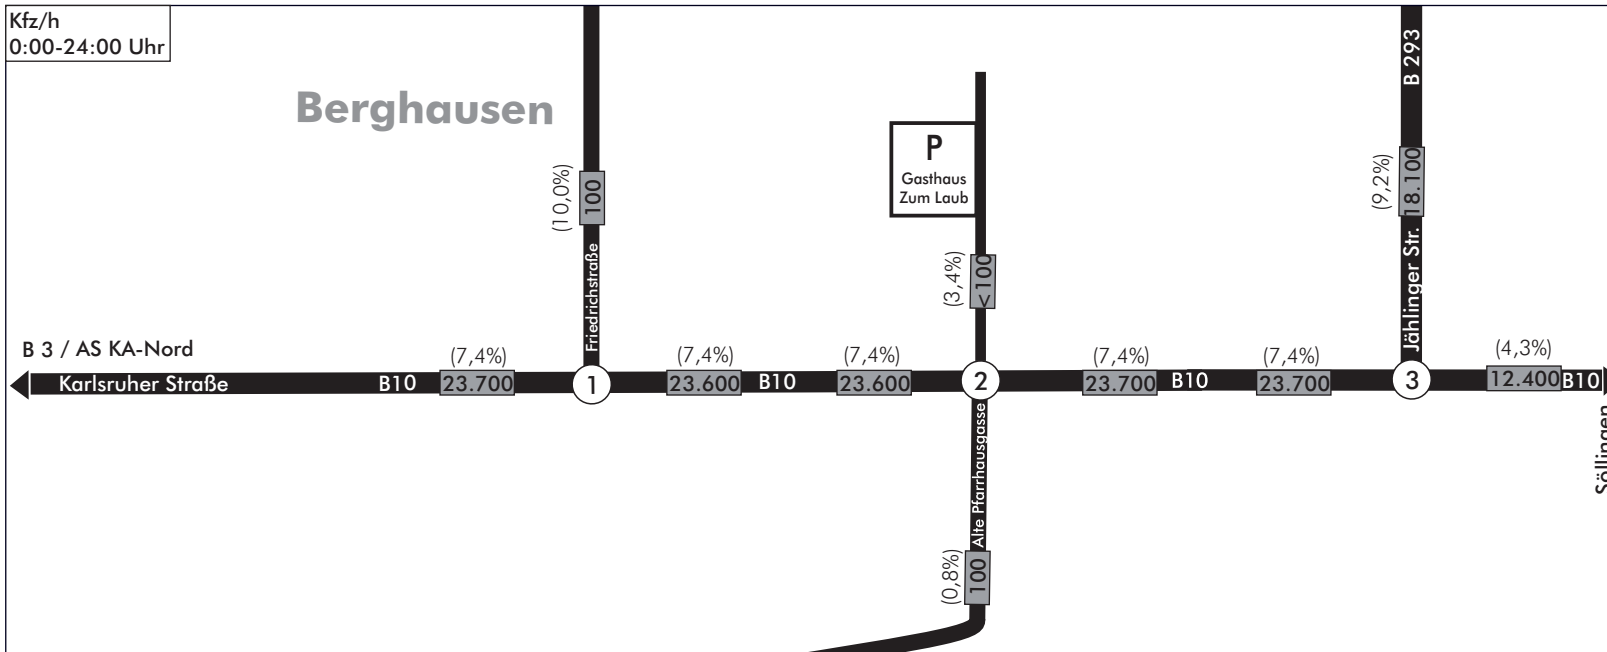 Kfz/h
0:00-24:00 Uhr
Berghausen
B 293
P
Gasthaus
Zum Laub
(10,0%)
100
(9,2%)
18.100
Friedrichstraße
(3,4%)
<100
Jählinger Str.
B 3 / AS KA-Nord
(7,4%)
(7,4%)
(7,4%)
(7,4%)
(7,4%)
(4,3%)
Karlsruher Straße B10 23.700 1 23.600 B10 23.600 2 23.700 B10 23.700 3 12.400 B10
Söllingen
Alte Pfarrhausgasse
(0,8%)
100